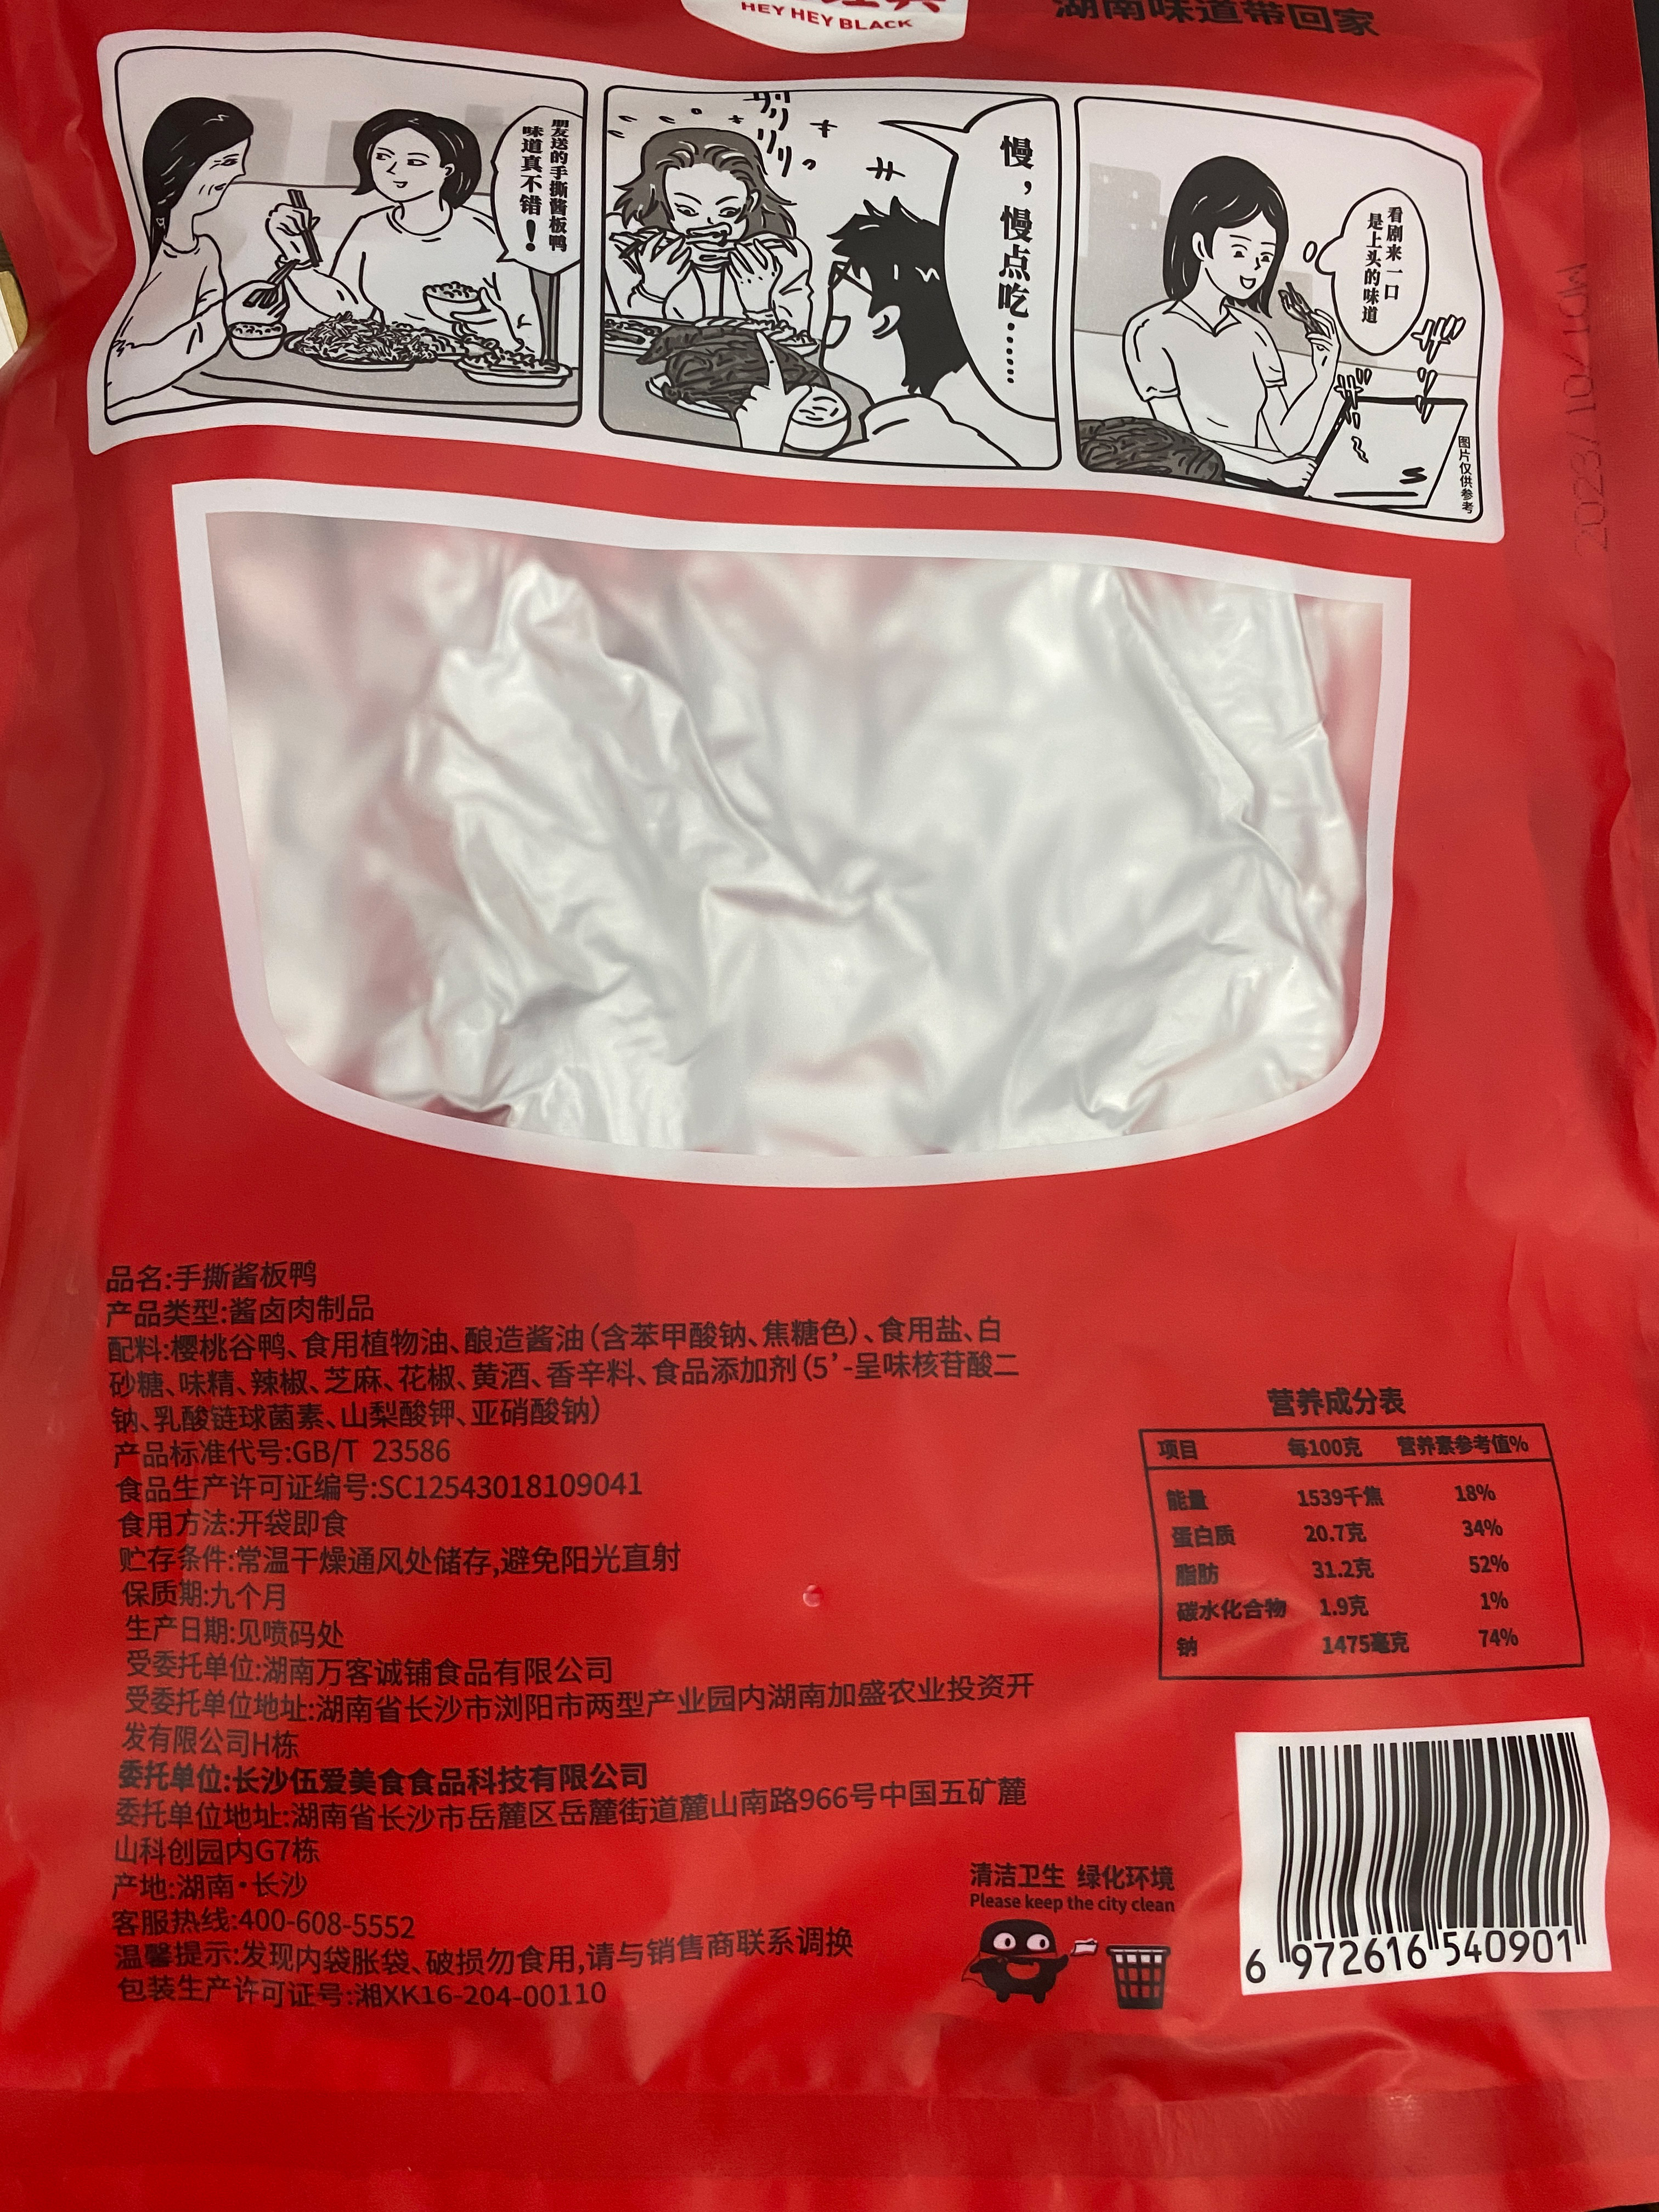 HEY HEY BLACK
湖南味道带回家
朋友送的手撕酱板鸭
味道真不错！
慢，慢点吃……
看剧来一口
是上头的味道
图片仅供参考
品名:手撕酱板鸭
产品类型:酱卤肉制品
配料:樱桃谷鸭、食用植物油、酿造酱油(含苯甲酸钠、焦糖色)、食用盐、白
砂糖、味精、辣椒、芝麻、花椒、黄酒、香辛料、食品添加剂(5’-呈味核苷酸二
钠、乳酸链球菌素、山梨酸钾、亚硝酸钠)
产品标准代号:GB/T 23586
食品生产许可证编号:SC12543018109041
食用方法:开袋即食
贮存条件:常温干燥通风处储存,避免阳光直射
保质期:九个月
生产日期:见喷码处
受委托单位:湖南万客诚铺食品有限公司
受委托单位地址:湖南省长沙市浏阳市两型产业园内湖南加盛农业投资开
发有限公司H栋
委托单位:长沙伍爱美食食品科技有限公司
委托单位地址:湖南省长沙市岳麓区岳麓街道麓山南路966号中国五矿麓
山科创园内G7栋
产地:湖南·长沙
客服热线:400-608-5552
温馨提示:发现内袋胀袋、破损勿食用,请与销售商联系调换
包装生产许可证号:湘XK16-204-00110
营养成分表
项目 每100克 营养素参考值%
能量 1539千焦 18%
蛋白质 20.7克 34%
脂肪 31.2克 52%
碳水化合物 1.9克 1%
钠 1475毫克 74%
清洁卫生 绿化环境
Please keep the city clean
6 972616 540901